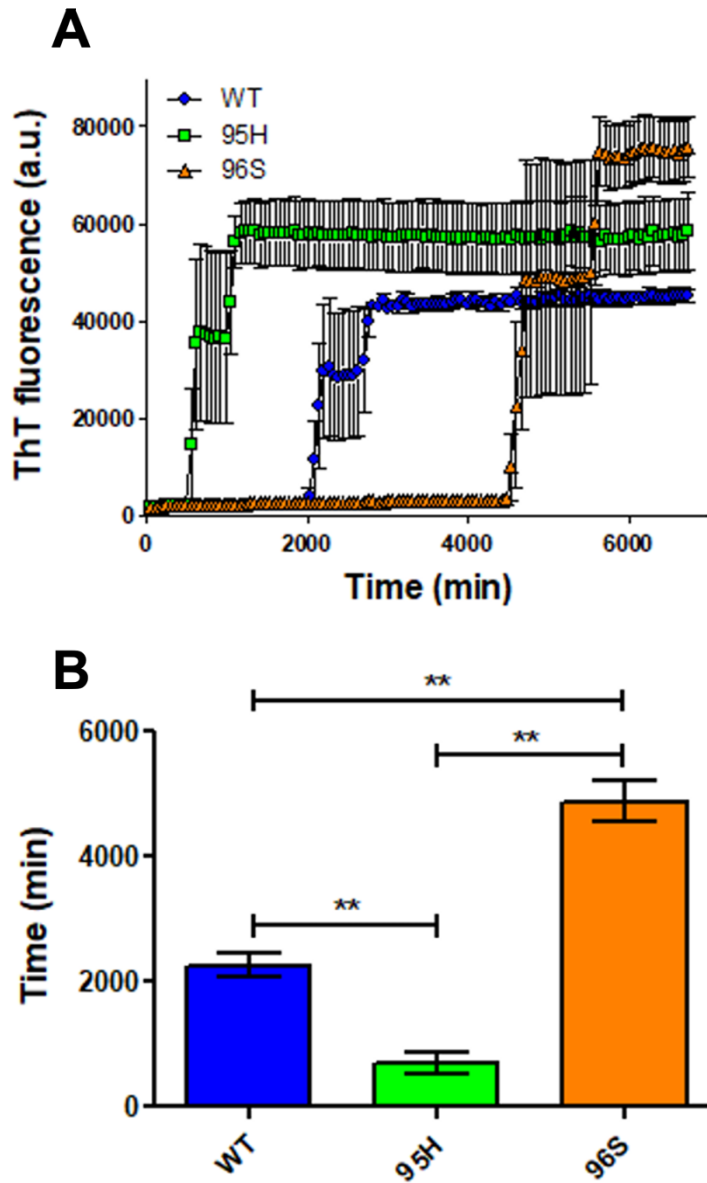 A
WT
95H
96S
ThT fluorescence (a.u.)
80000
60000
40000
20000
0
0 2000 4000 6000
Time (min)
B
**
**
**
Time (min)
6000
4000
2000
0
WT 95H 96S